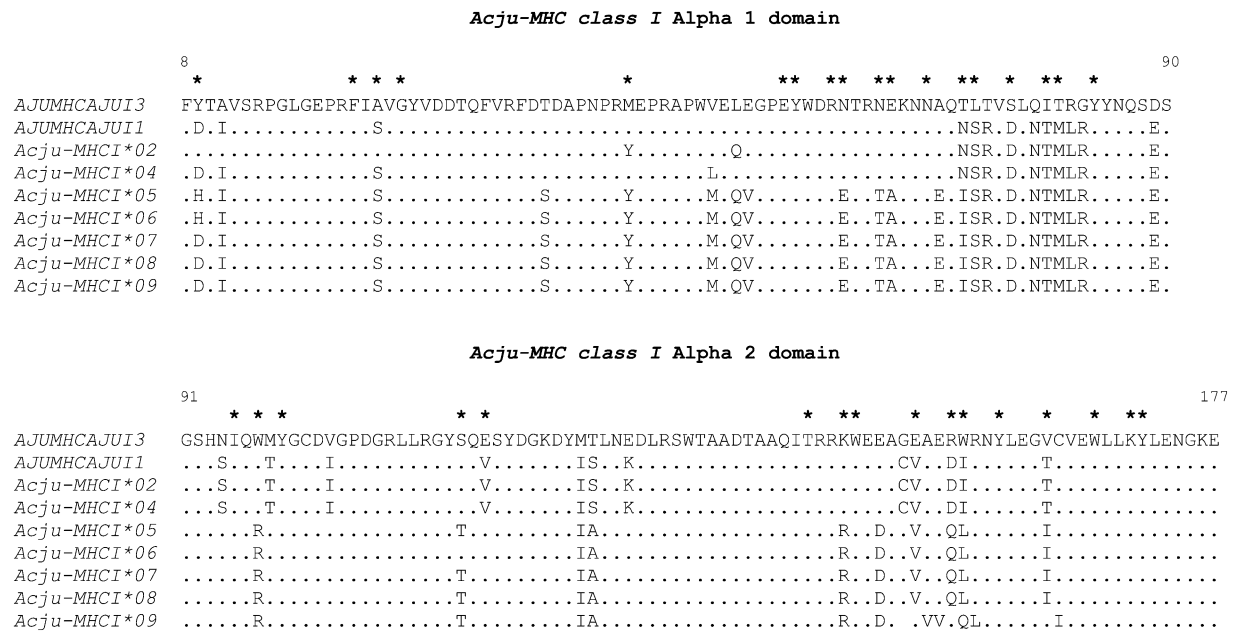 Acju-MHC class I Alpha 1 domain
8 90
* * * * * ** ** ** * ** * ** *
AJUMHCAJUI3 FYTAVSRPGLGEPRFIAVGYVDDTQFVRFDTDAPNPRMEPRAPWVELEGPEYWDRNTRNEKNNAQTLTVSLQITRGYYNQSDS
AJUMHCAJUI1 .D.I............S................................................NSR.D.NTMLR.....E.
Acju-MHCI*02 .....................................Y........Q..................NSR.D.NTMLR.....E.
Acju-MHCI*04 .D.I............S...........................L....................NSR.D.NTMLR.....E.
Acju-MHCI*05 .H.I............S.............S......Y......M.QV.......E..TA...E.ISR.D.NTMLR.....E.
Acju-MHCI*06 .H.I............S.............S......Y......M.QV.......E..TA...E.ISR.D.NTMLR.....E.
Acju-MHCI*07 .D.I............S.............S......Y......M.QV.......E..TA...E.ISR.D.NTMLR.....E.
Acju-MHCI*08 .D.I............S.............S......Y......M.QV.......E..TA...E.ISR.D.NTMLR.....E.
Acju-MHCI*09 .D.I............S.............S......Y......M.QV.......E..TA...E.ISR.D.NTMLR.....E.
Acju-MHC class I Alpha 2 domain
91 177
* * * * * * ** * ** * * * **
AJUMHCAJUI3 GSHNIQWMYGCDVGPDGRLLRGYSQESYDGKDYMTLNEDLRSWTAADTAAQITRRKWEEAGEAERWRNYLEGVCVEWLLKYLENGKE
AJUMHCAJUI1 ...S...T....I............V.......IS..K......................CV..DI......T..............
Acju-MHCI*02 ...S...T....I............V.......IS..K......................CV..DI......T..............
Acju-MHCI*04 ...S...T....I............V.......IS..K......................CV..DI......T..............
Acju-MHCI*05 ......R................T.........IA....................R..D..V..QL......I..............
Acju-MHCI*06 ......R..........................IA....................R..D..V..QL......I..............
Acju-MHCI*07 ......R................T.........IA....................R..D..V..QL......I..............
Acju-MHCI*08 ......R................T.........IA....................R..D..V..QL......I..............
Acju-MHCI*09 ......R................T.........IA....................R..D. .VV.QL......I.............